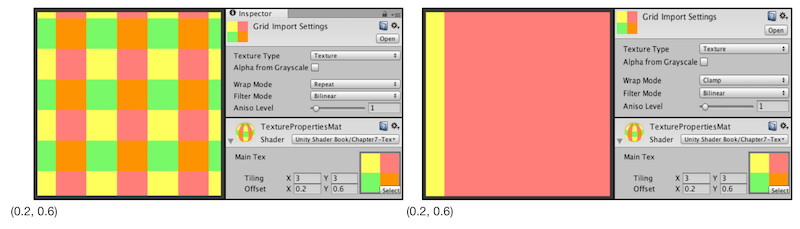 Inspector
Grid Import Settings
Open
Texture Type Texture
Alpha from Grayscale
Wrap Mode Repeat
Filter Mode Bilinear
Aniso Level 1
TexturePropertiesMat
Shader Unity Shader Book/Chapter7-Tex
Main Tex
Tiling X 3 Y 3
Offset X 0.2 Y 0.6
Select
(0.2, 0.6)
Grid Import Settings
Open
Texture Type Texture
Alpha from Grayscale
Wrap Mode Clamp
Filter Mode Bilinear
Aniso Level 1
TexturePropertiesMat
Shader Unity Shader Book/Chapter7-Tex
Main Tex
Tiling X 3 Y 3
Offset X 0.2 Y 0.6
Select
(0.2, 0.6)